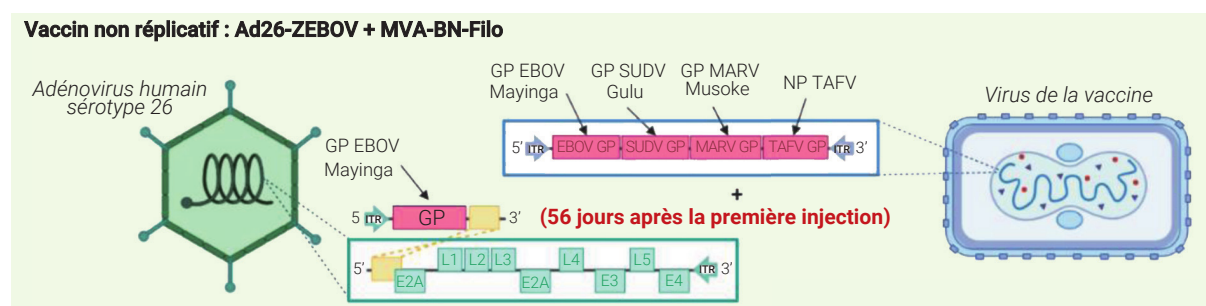 Vaccin non réplicatif : Ad26-ZEBOV + MVA-BN-Filo
Adénovirus humain
sérotype 26
GP EBOV
Mayinga
5 ITR GP 3’
5’ E2A L1 L2 L3 E2A L4 E3 L5 E4 ITR 3’
GP EBOV
Mayinga
GP SUDV
Gulu
GP MARV
Musoke
NP TAFV
5’ ITR EBOV GP SUDV GP MARV GP TAFV GP ITR 3’
+
(56 jours après la première injection)
Virus de la vaccine